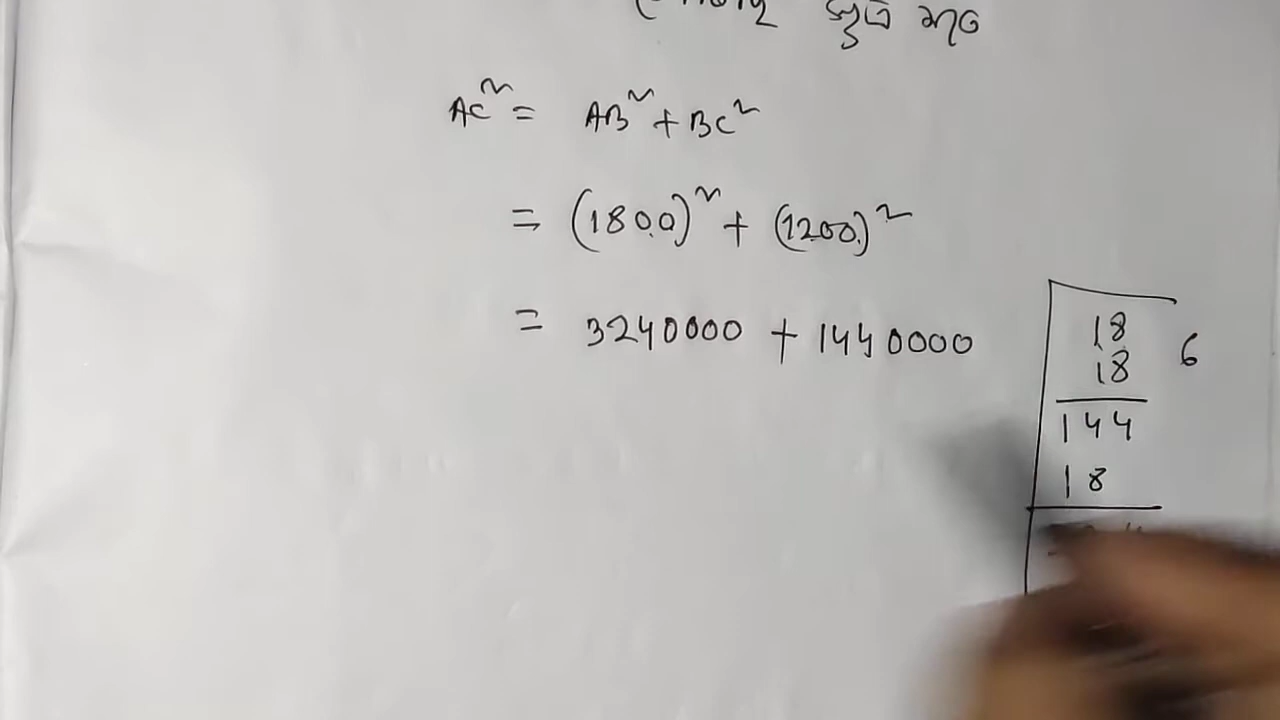 ସୂତ୍ର
AC² = AB² + BC²
= (1800)² + (1200)²
= 3240000 + 1440000
18 6
18
144
18